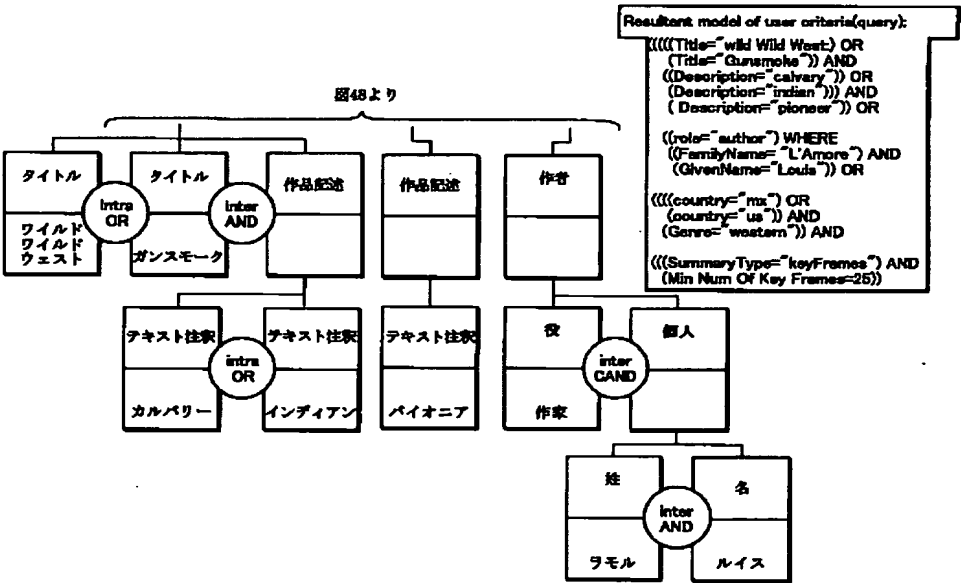 Resultant model of user criteria(query):
(((((Title="wild Wild West:) OR
(Title="Gunsmoke")) AND
((Description="calvary")) OR
(Description="indian"))) AND
( Description="pioneer")) OR
((role="author") WHERE
((FamilyName= "L'Amore") AND
(GivenName="Louis")) OR
((((country="mx") OR
(country="us")) AND
(Genre="western")) AND
(((SummaryType="keyFrames") AND
(Min Num Of Key Frames=25))
図48より
タイトル
タイトル
作品記述
作品記述
作者
intra
OR
inter
AND
ワイルド
ワイルド
ウェスト
ガンスモーク
テキスト注釈
テキスト注釈
テキスト注釈
役
個人
intra
OR
inter
CAND
カルバリー
インディアン
パイオニア
作家
姓
名
inter
AND
ヲモル
ルイス